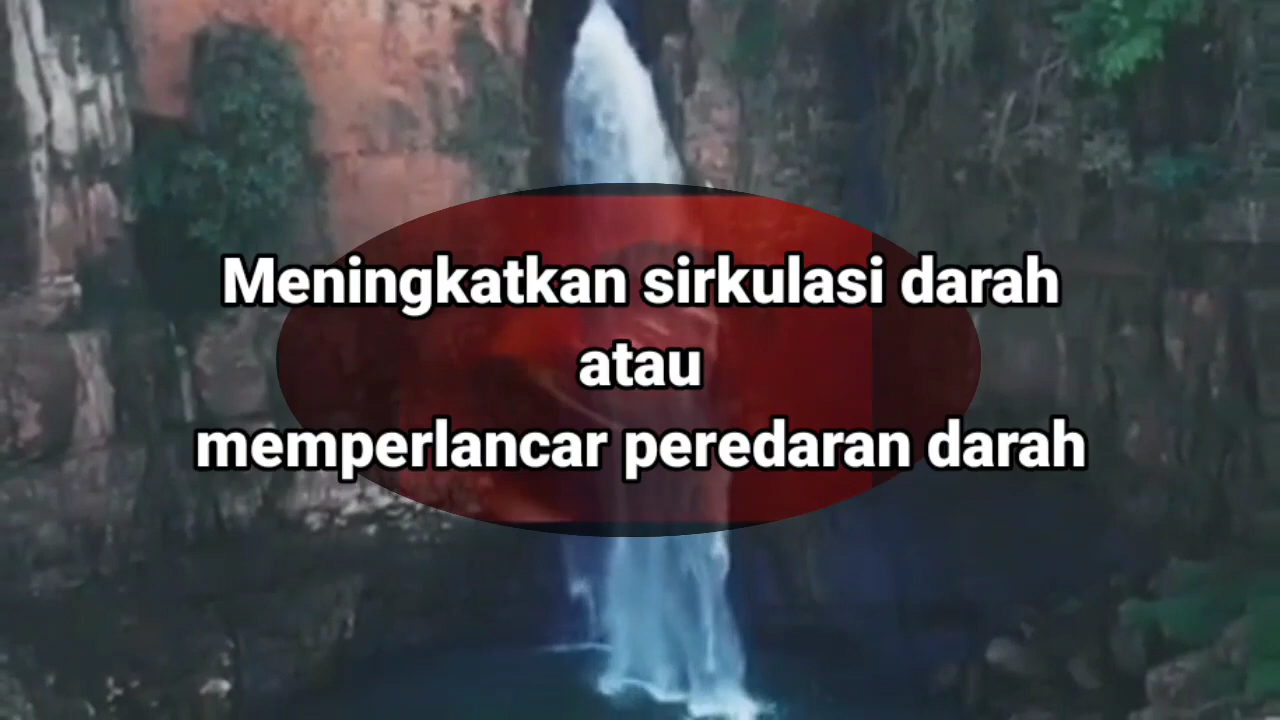 Meningkatkan sirkulasi darah
atau
memperlancar peredaran darah